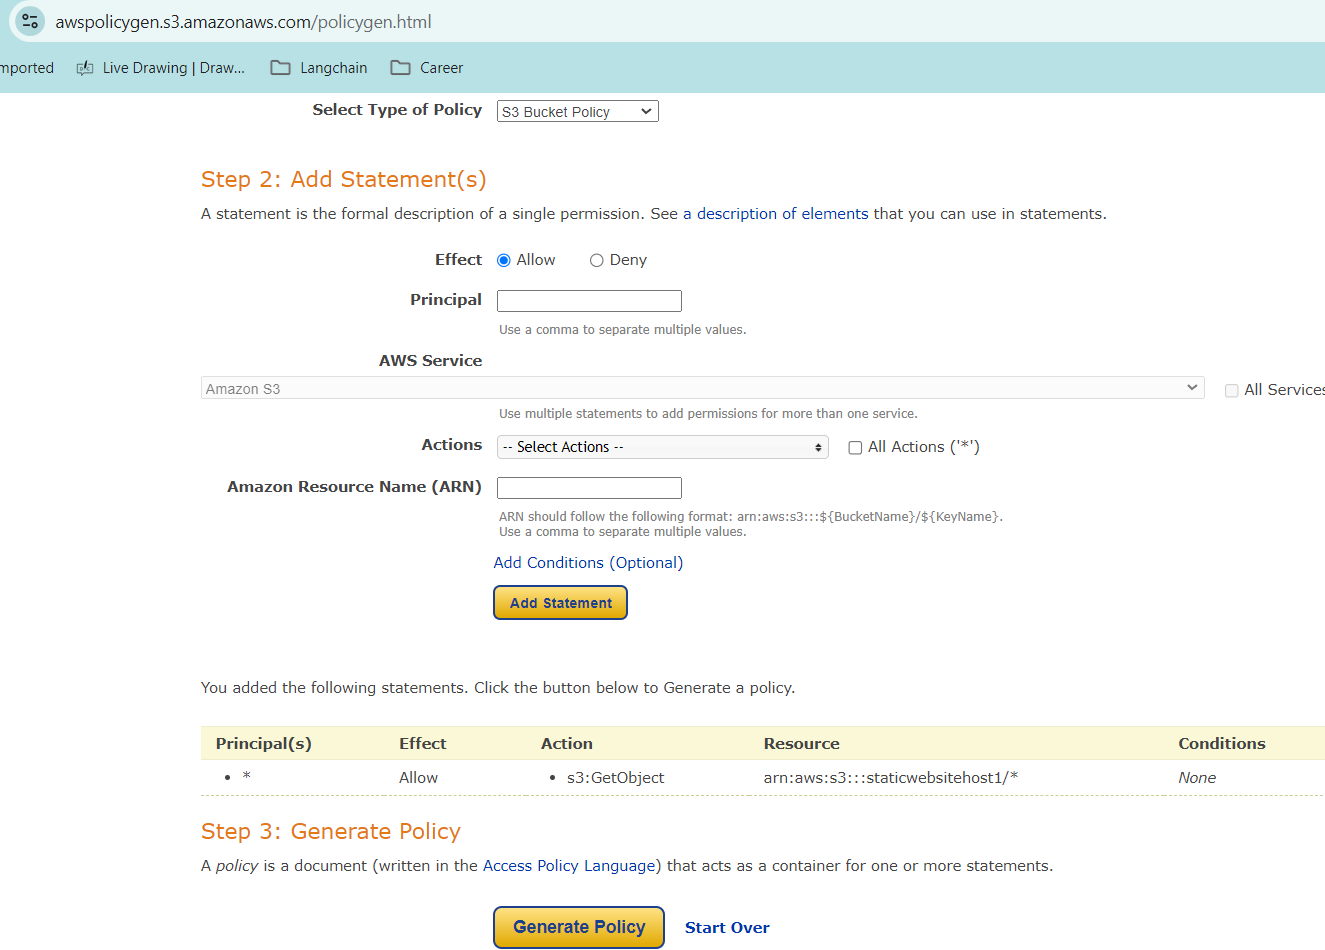 awspolicygen.s3.amazonaws.com/policygen.html
mported Live Drawing | Draw... Langchain Career
Select Type of Policy S3 Bucket Policy
Step 2: Add Statement(s)
A statement is the formal description of a single permission. See a description of elements that you can use in statements.
Effect Allow Deny
Principal
Use a comma to separate multiple values.
AWS Service
Amazon S3 All Services
Use multiple statements to add permissions for more than one service.
Actions -- Select Actions -- All Actions ('*')
Amazon Resource Name (ARN)
ARN should follow the following format: arn:aws:s3:::${BucketName}/${KeyName}.
Use a comma to separate multiple values.
Add Conditions (Optional)
Add Statement
You added the following statements. Click the button below to Generate a policy.
Principal(s) Effect Action Resource Conditions
• * Allow • s3:GetObject arn:aws:s3:::staticwebsitehost1/* None
Step 3: Generate Policy
A policy is a document (written in the Access Policy Language) that acts as a container for one or more statements.
Generate Policy Start Over